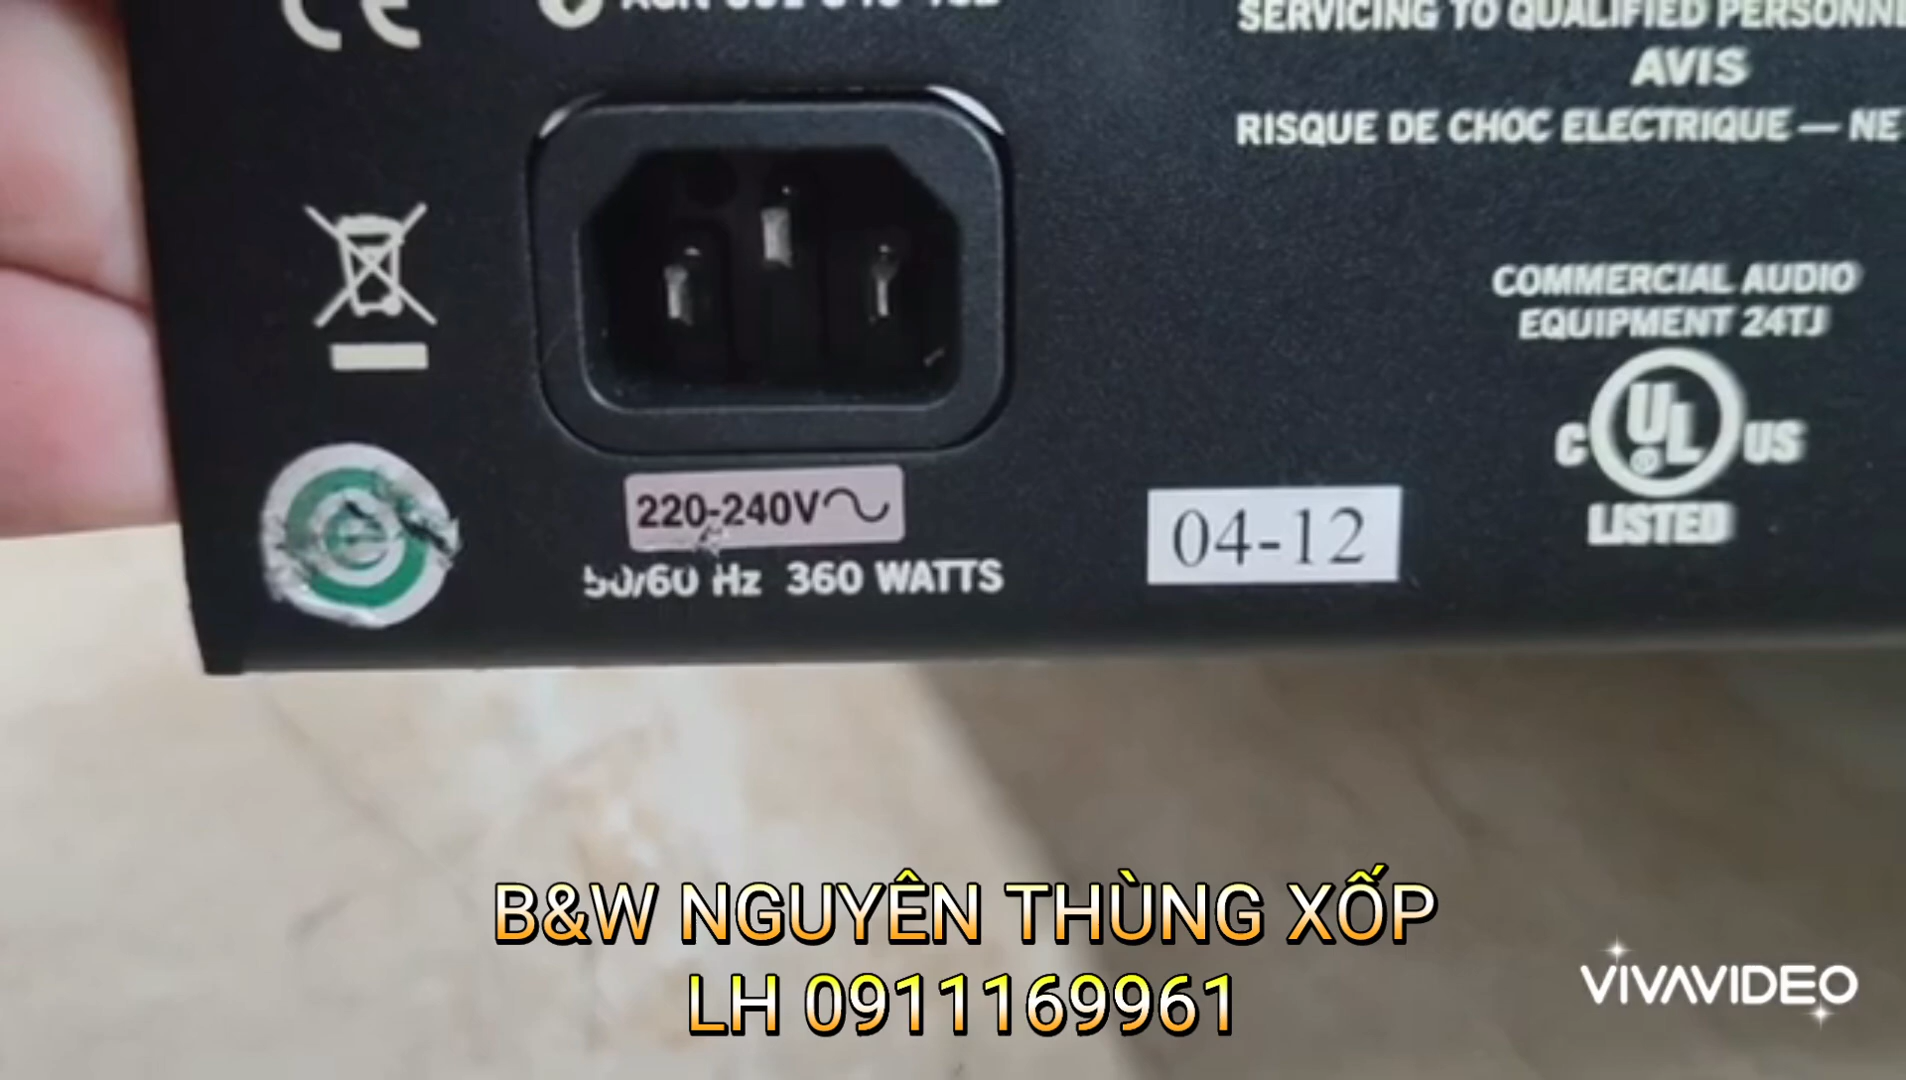 CE
SERVICING TO QUALIFIED PERSONNE
AVIS
RISQUE DE CHOC ELECTRIQUE — NE
COMMERCIAL AUDIO
EQUIPMENT 24TJ
C UL US
LISTED
220-240V
50/60 Hz 360 WATTS
04-12
B&W NGUYÊN THÙNG XỐP
LH 0911169961
VIVAVIDEO